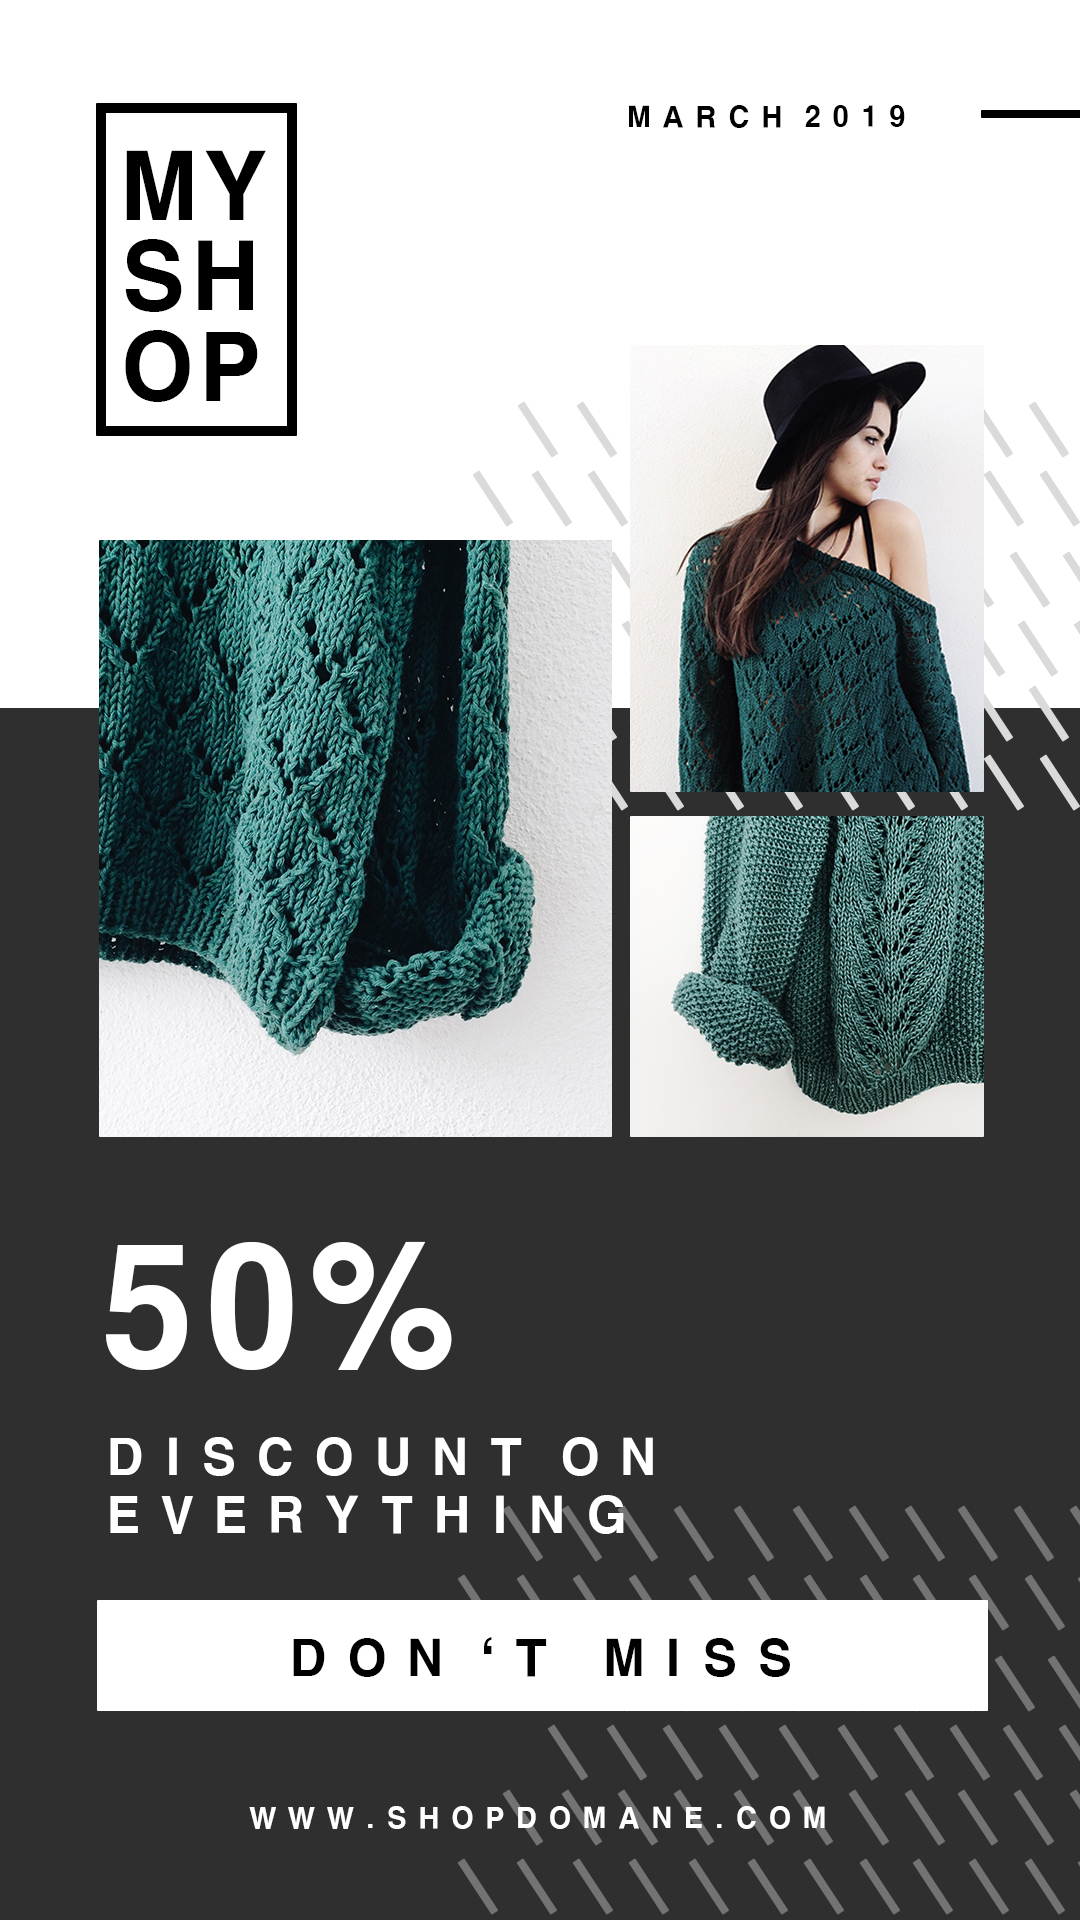 MY
SH
OP
MARCH 2019
50%
DISCOUNT ON
EVERYTHING
DON‘T MISS
WWW.SHOPDOMANE.COM